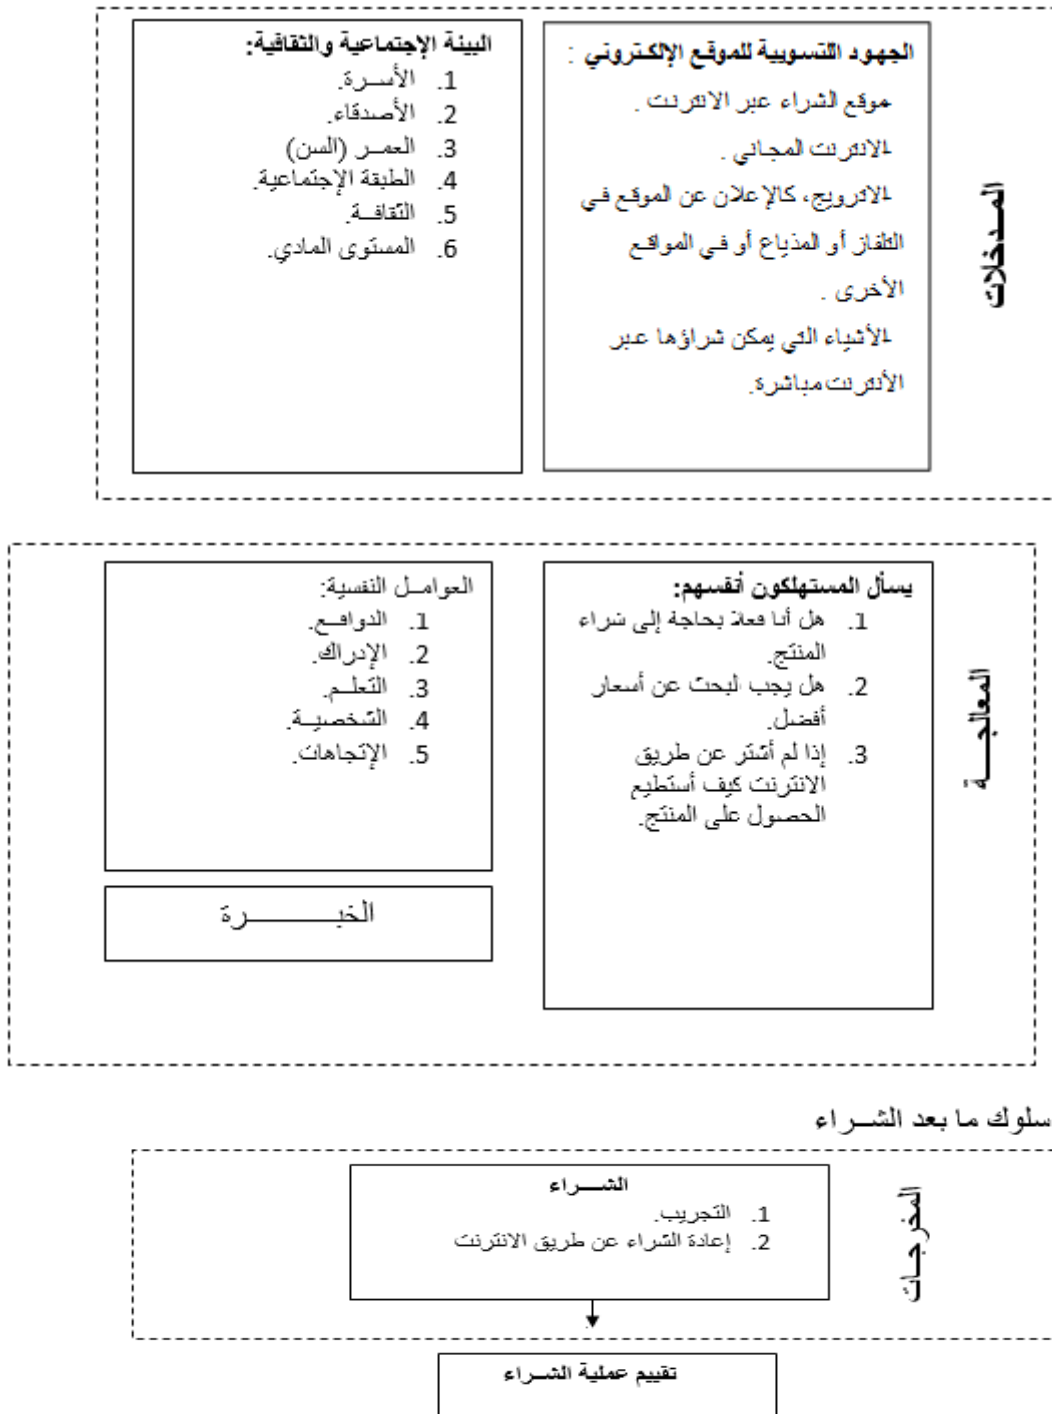 الجهود التسويية للموقع الإلكتروني :
-موقع الشراء عبر الانترنت .
-الانترنت المجاني .
-الاترويج، كالإعلان عن الموقع في
التلفاز أو المذياع أو في المواقع
الأخرى .
-الأشياء التي يمكن شراؤها عبر
الأنترنت مباشرة.
البيئة الإجتماعية والثقافية:
1. الأسـرة.
2. الأصدقاء.
3. العمـر (السن)
4. الطبقة الإجتماعية.
5. الثقافـة.
6. المستوى المادي.
المـدخلات
يسأل المستهلكون أنفسهم:
1. هل أنا بحاجة إلى شراء
المنتج.
2. هل يجب البحث عن أسعار
أفضل.
3. إذا لم أشتر عن طريق
الانترنت كيف أستطيع
الحصول على المنتج.
العوامـل النفسية:
1. الدوافـع.
2. الإدراك.
3. التعلـم.
4. الشخصيـة.
5. الإتجاهات.
الخبـــــــرة
المعالجـــة
سلوك ما بعد الشــراء
الشـــراء
1. التجريب.
2. إعادة الشراء عن طريق الانترنت
المخرجـات
تقييم عملية الشــراء